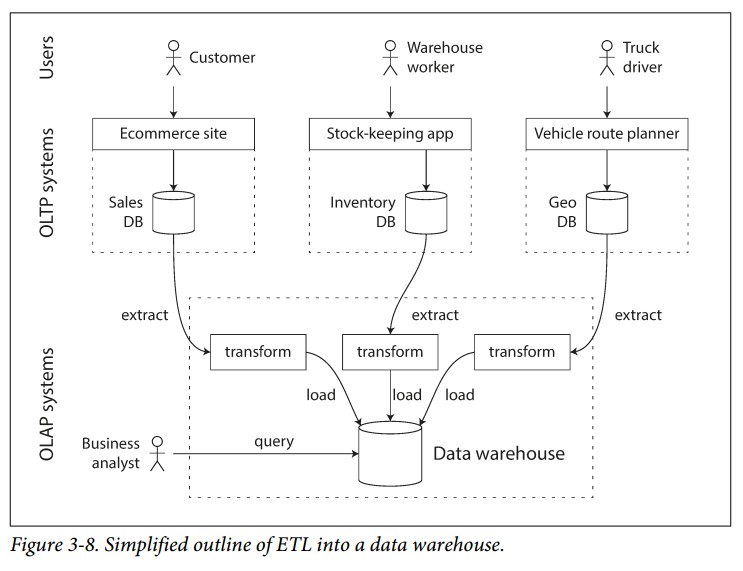 Users
Customer
Warehouse
worker
Truck
driver
OLTP systems
Ecommerce site
Stock-keeping app
Vehicle route planner
Sales
DB
Inventory
DB
Geo
DB
extract
extract
extract
OLAP systems
transform
transform
transform
load
load
load
Business
analyst
query
Data warehouse
Figure 3-8. Simplified outline of ETL into a data warehouse.